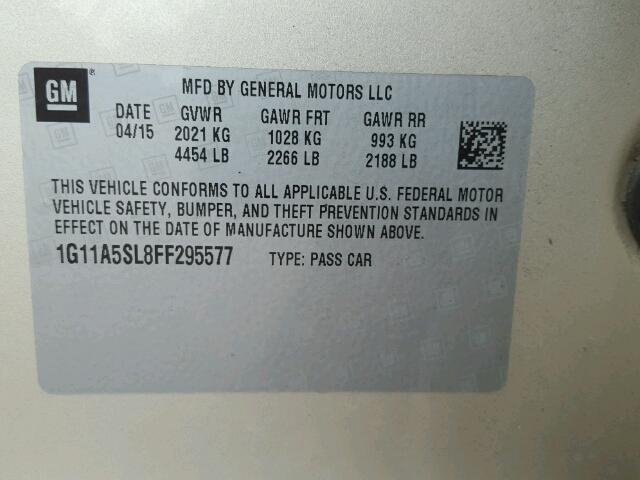 GM ®
MFD BY GENERAL MOTORS LLC
DATE GVWR GAWR FRT GAWR RR
04/15 2021 KG 1028 KG 993 KG
4454 LB 2266 LB 2188 LB
THIS VEHICLE CONFORMS TO ALL APPLICABLE U.S. FEDERAL MOTOR
VEHICLE SAFETY, BUMPER, AND THEFT PREVENTION STANDARDS IN
EFFECT ON THE DATE OF MANUFACTURE SHOWN ABOVE.
1G11A5SL8FF295577 TYPE: PASS CAR